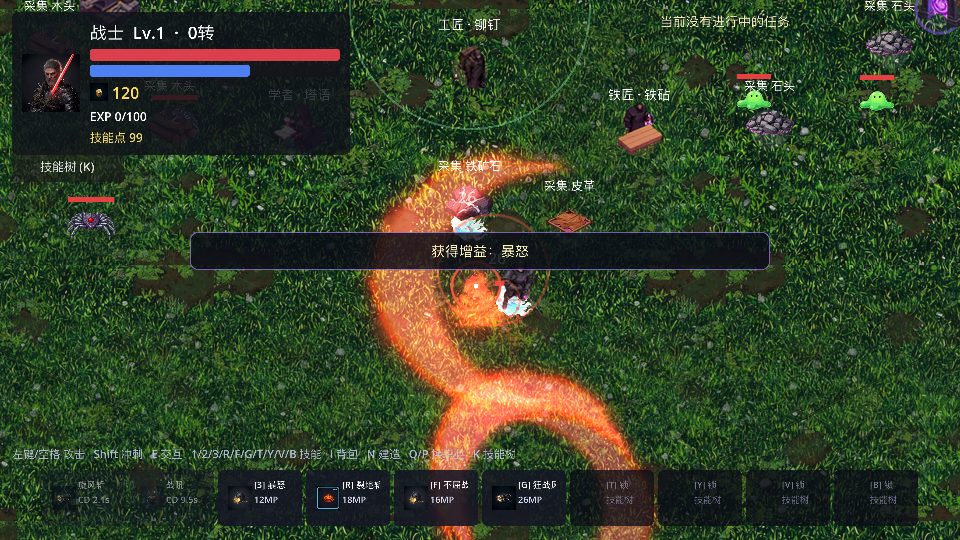 采集 木头
战士 Lv.1 · 0转
120
EXP 0/100
技能点 99
技能树 (K)
采集 木头
学者 · 塔语
工匠 · 铆钉
当前没有进行中的任务
采集 石头
铁匠 · 铁砧
采集 石头
采集 铁矿石
采集 皮革
获得增益：暴怒
左键/空格 攻击 Shift 冲刺 E 交互 1/2/3/R/F/G/T/Y/V/B 技能 I 背包 N 建造 Q/P K 技能树
旋风斩
CD 2.1s
战吼
CD 9.5s
[3] 暴怒
12MP
[R] 裂地斩
18MP
[F] 不屈战
16MP
[G] 狂战
26MP
[T] 锁
技能树
[Y] 锁
技能树
[V] 锁
技能树
[B] 锁
技能树